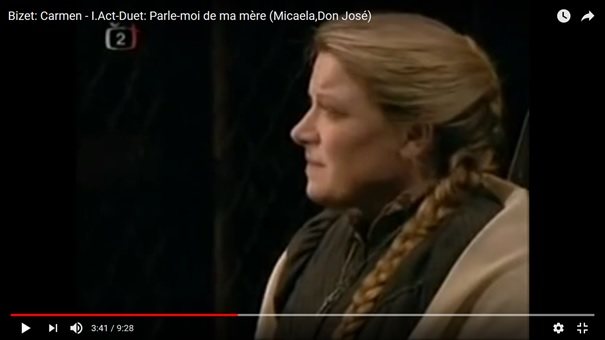 Bizet: Carmen - I.Act-Duet: Parle-moi de ma mère (Micaela,Don José)
2
3:41 / 9:28